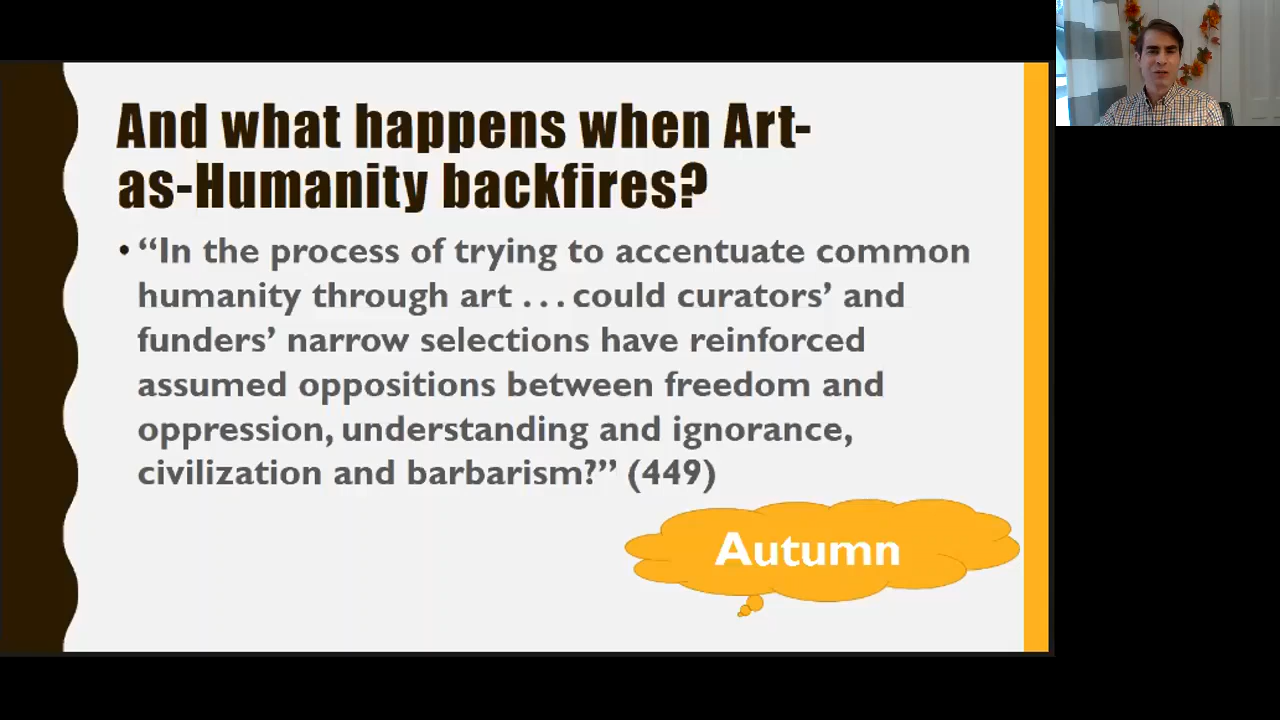 And what happens when Art-
as-Humanity backfires?
• “In the process of trying to accentuate common
humanity through art . . . could curators’ and
funders’ narrow selections have reinforced
assumed oppositions between freedom and
oppression, understanding and ignorance,
civilization and barbarism?” (449)
Autumn